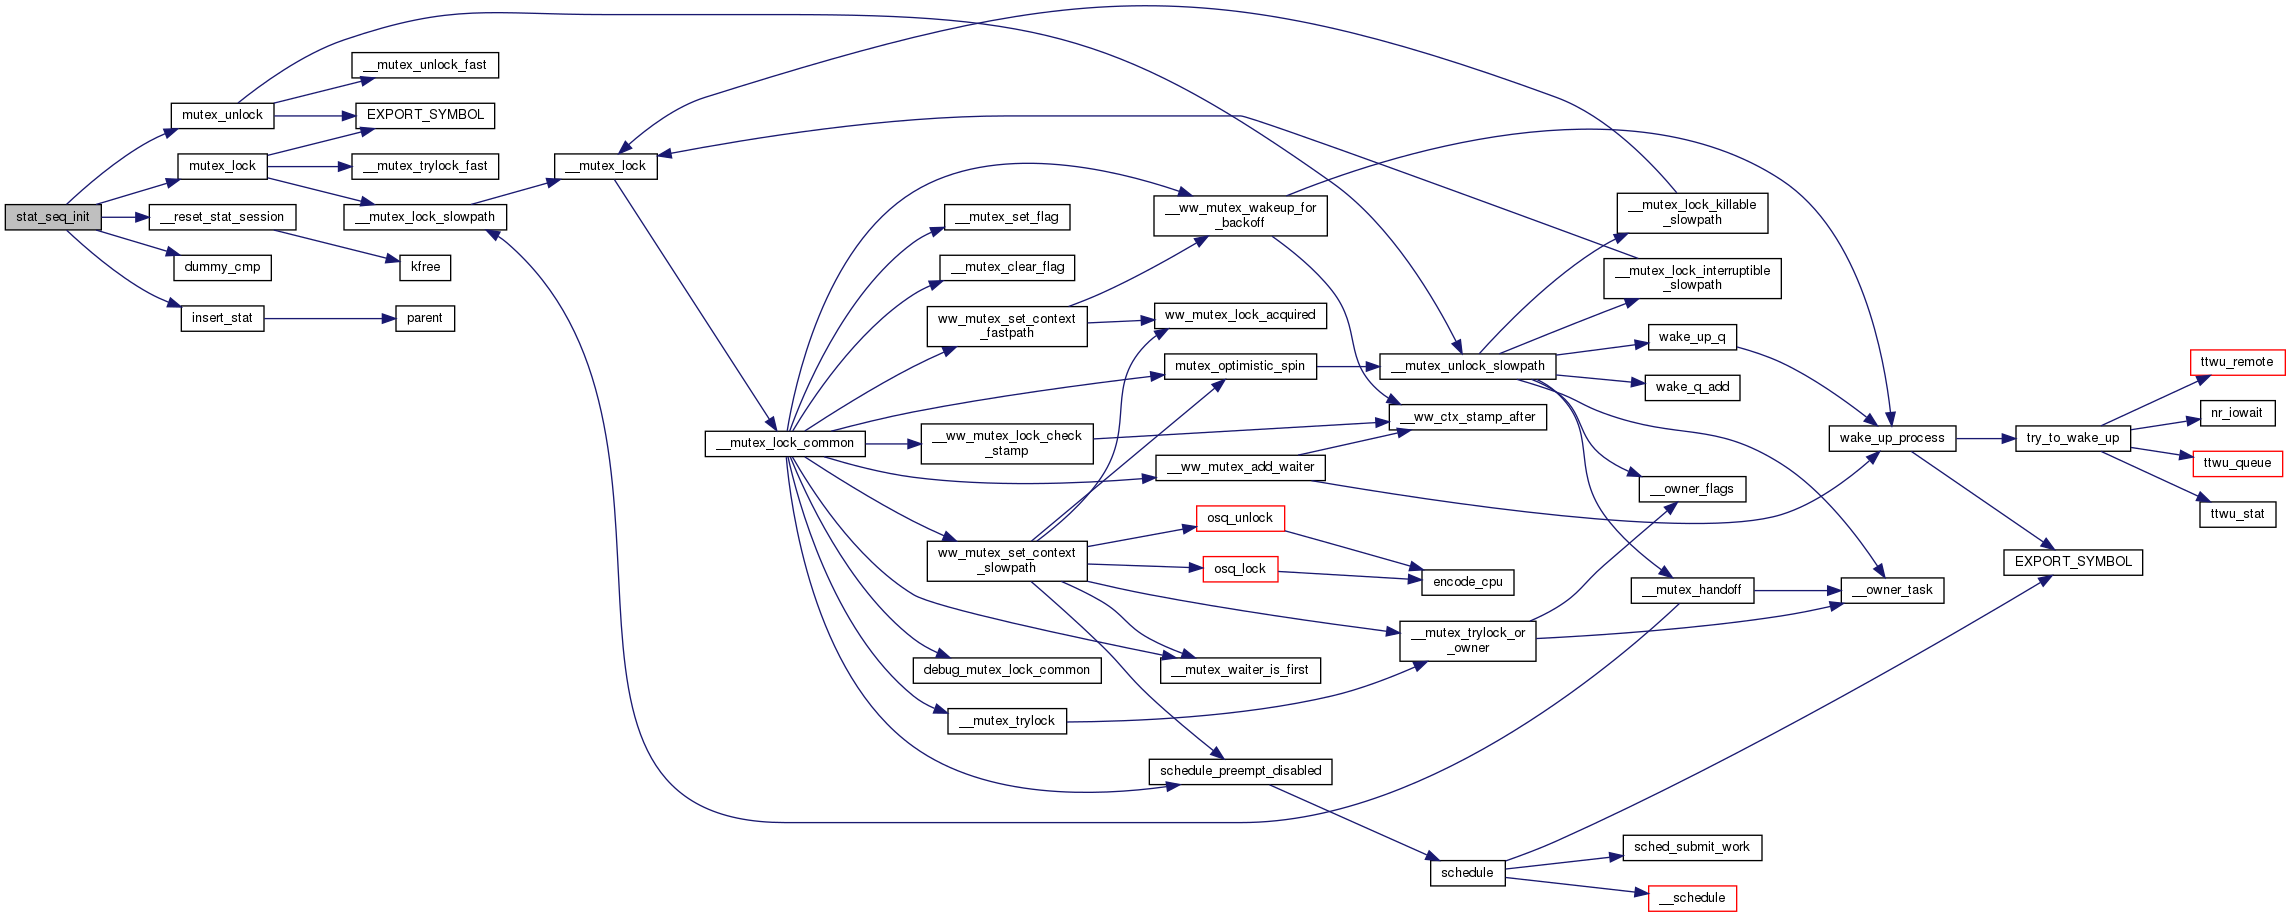 stat_seq_init
mutex_unlock
mutex_lock
__reset_stat_session
dummy_cmp
insert_stat
__mutex_unlock_fast
EXPORT_SYMBOL
__mutex_trylock_fast
__mutex_lock_slowpath
kfree
parent
__mutex_lock
__mutex_lock_common
__mutex_set_flag
__mutex_clear_flag
ww_mutex_set_context
_fastpath
__ww_mutex_lock_check
_stamp
ww_mutex_set_context
_slowpath
debug_mutex_lock_common
__mutex_trylock
__ww_mutex_wakeup_for
_backoff
ww_mutex_lock_acquired
mutex_optimistic_spin
__ww_mutex_add_waiter
osq_unlock
osq_lock
__mutex_waiter_is_first
schedule_preempt_disabled
__mutex_unlock_slowpath
__ww_ctx_stamp_after
encode_cpu
__mutex_trylock_or
_owner
schedule
__mutex_lock_killable
_slowpath
__mutex_lock_interruptible
_slowpath
wake_up_q
wake_q_add
__owner_flags
__mutex_handoff
sched_submit_work
__schedule
wake_up_process
__owner_task
try_to_wake_up
EXPORT_SYMBOL
ttwu_remote
nr_iowait
ttwu_queue
ttwu_stat